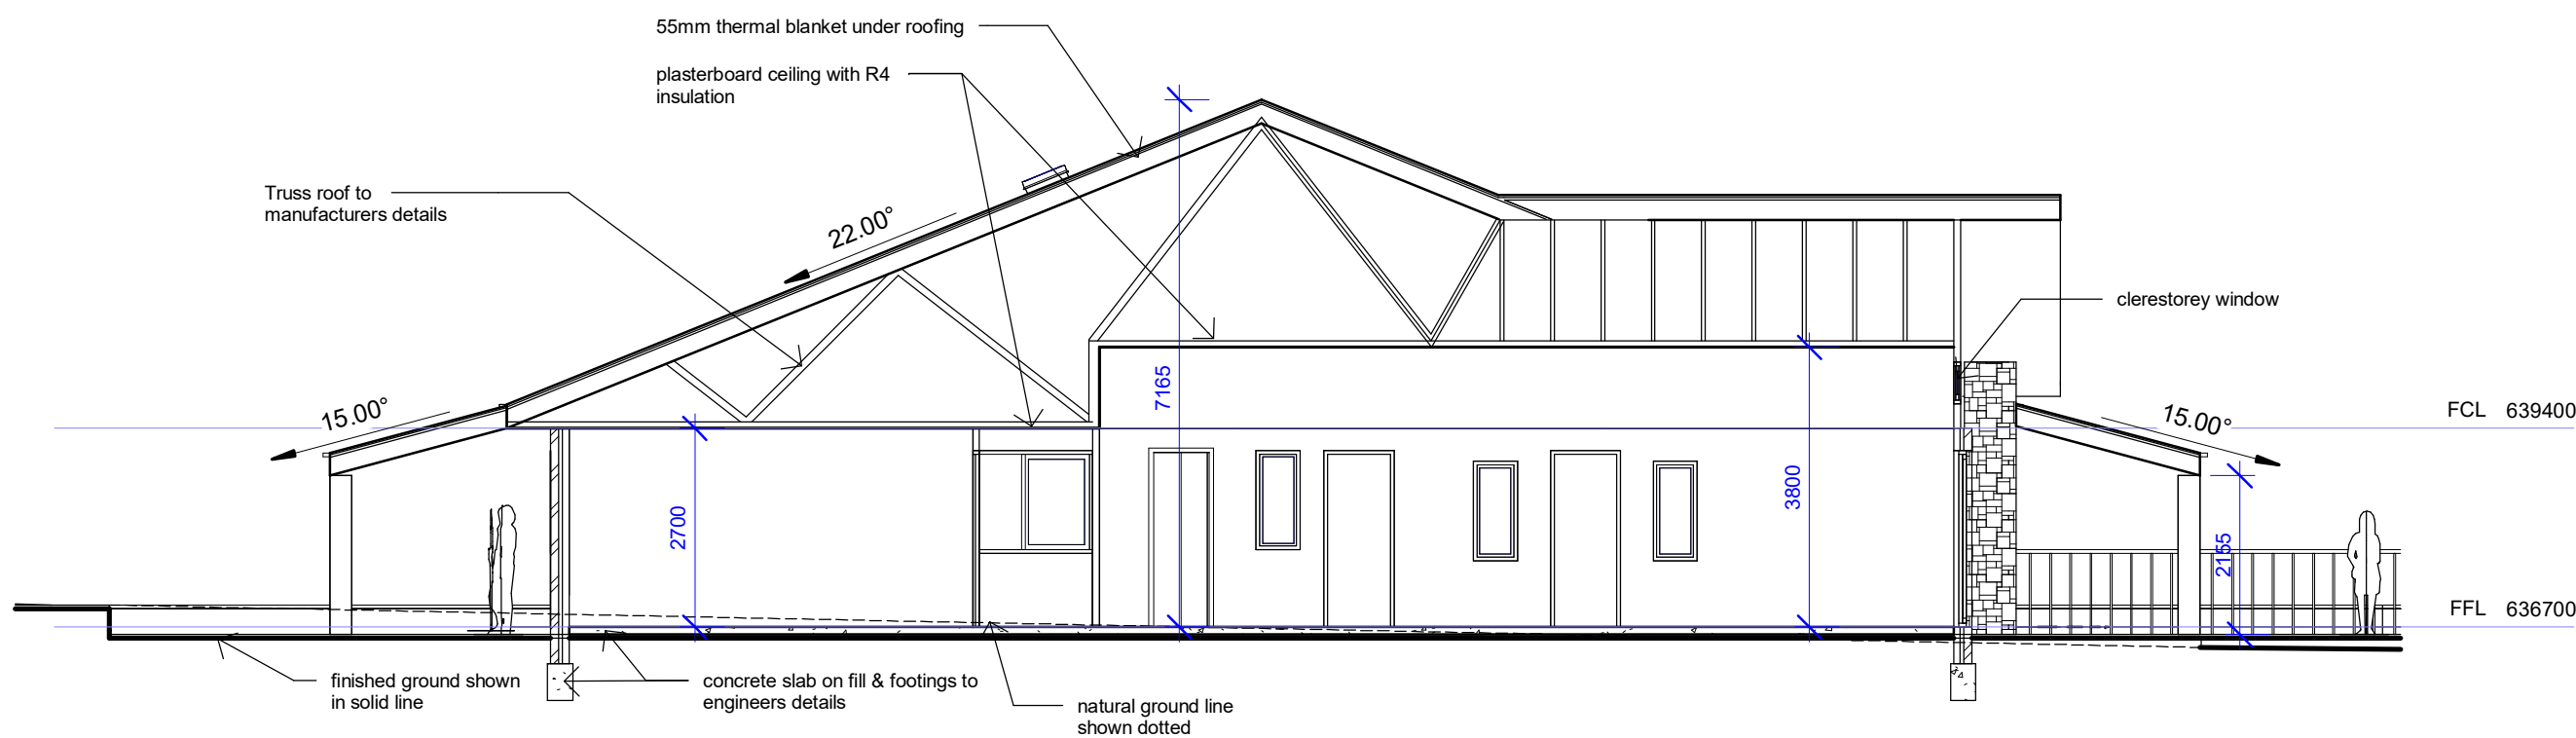 55mm thermal blanket under roofing
plasterboard ceiling with R4
insulation
Truss roof to
manufacturers details
22.00°
15.00°
7165
clerestorey window
FCL 639400
15.00°
2700
3800
2155
FFL 636700
finished ground shown
in solid line
concrete slab on fill & footings to
engineers details
natural ground line
shown dotted